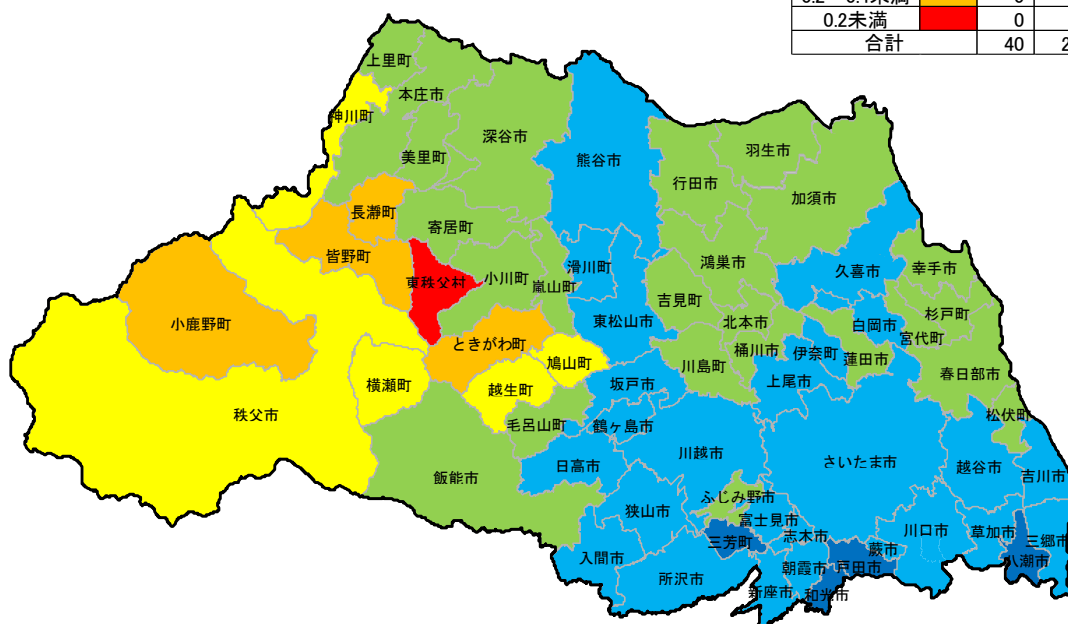 0.2未満 0
合計 40 2
上里町
本庄市
神川町
深谷市
美里町
熊谷市
羽生市
行田市
加須市
長瀞町
寄居町
皆野町
東秩父村
小川町
嵐山町
滑川町
鴻巣市
久喜市
幸手市
吉見町
杉戸町
小鹿野町
東松山市
北本市
白岡市
宮代町
ときがわ町
鳩山町
川島町
桶川市
伊奈町
蓮田市
春日部市
横瀬町
越生町
坂戸市
上尾市
秩父市
毛呂山町
鶴ヶ島市
松伏町
日高市
川越市
さいたま市
越谷市
吉川市
飯能市
ふじみ野市
狭山市
富士見市
三芳町
志木市
川口市
草加市
三郷市
入間市
所沢市
朝霞市
戸田市
蕨市
八潮市
新座市
和光市